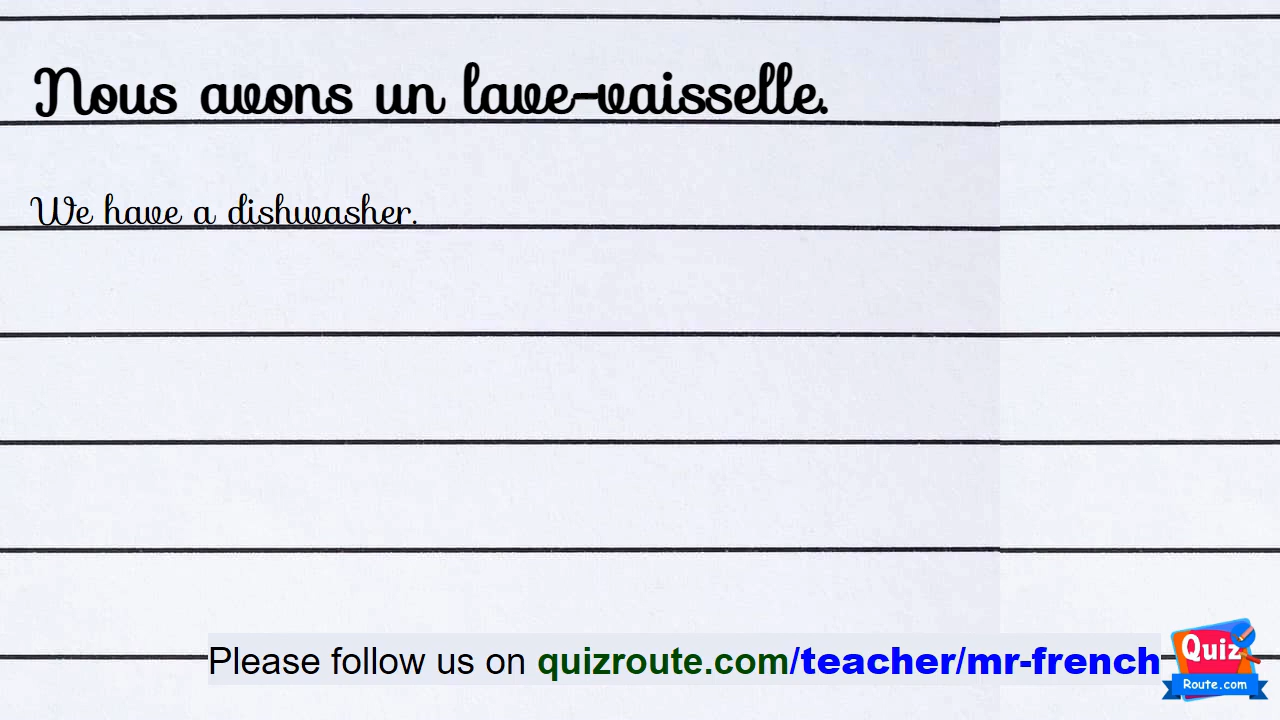 Nous avons un lave-vaisselle.
We have a dishwasher.
Please follow us on quizroute.com/teacher/mr-french
Quiz
Route.com